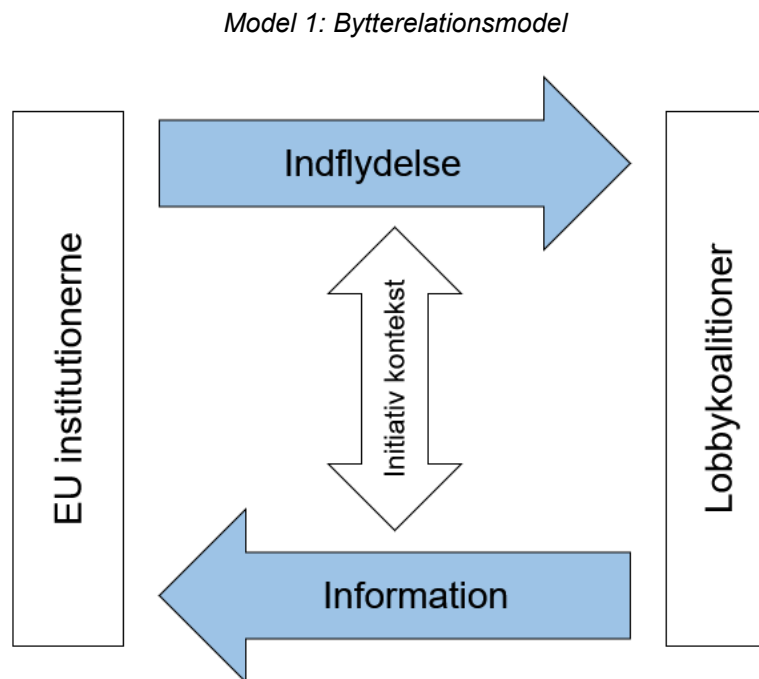 Model 1: Bytterelationsmodel
Indflydelse
EU institutionerne
Initiativ kontekst
Lobbykoalitioner
Information